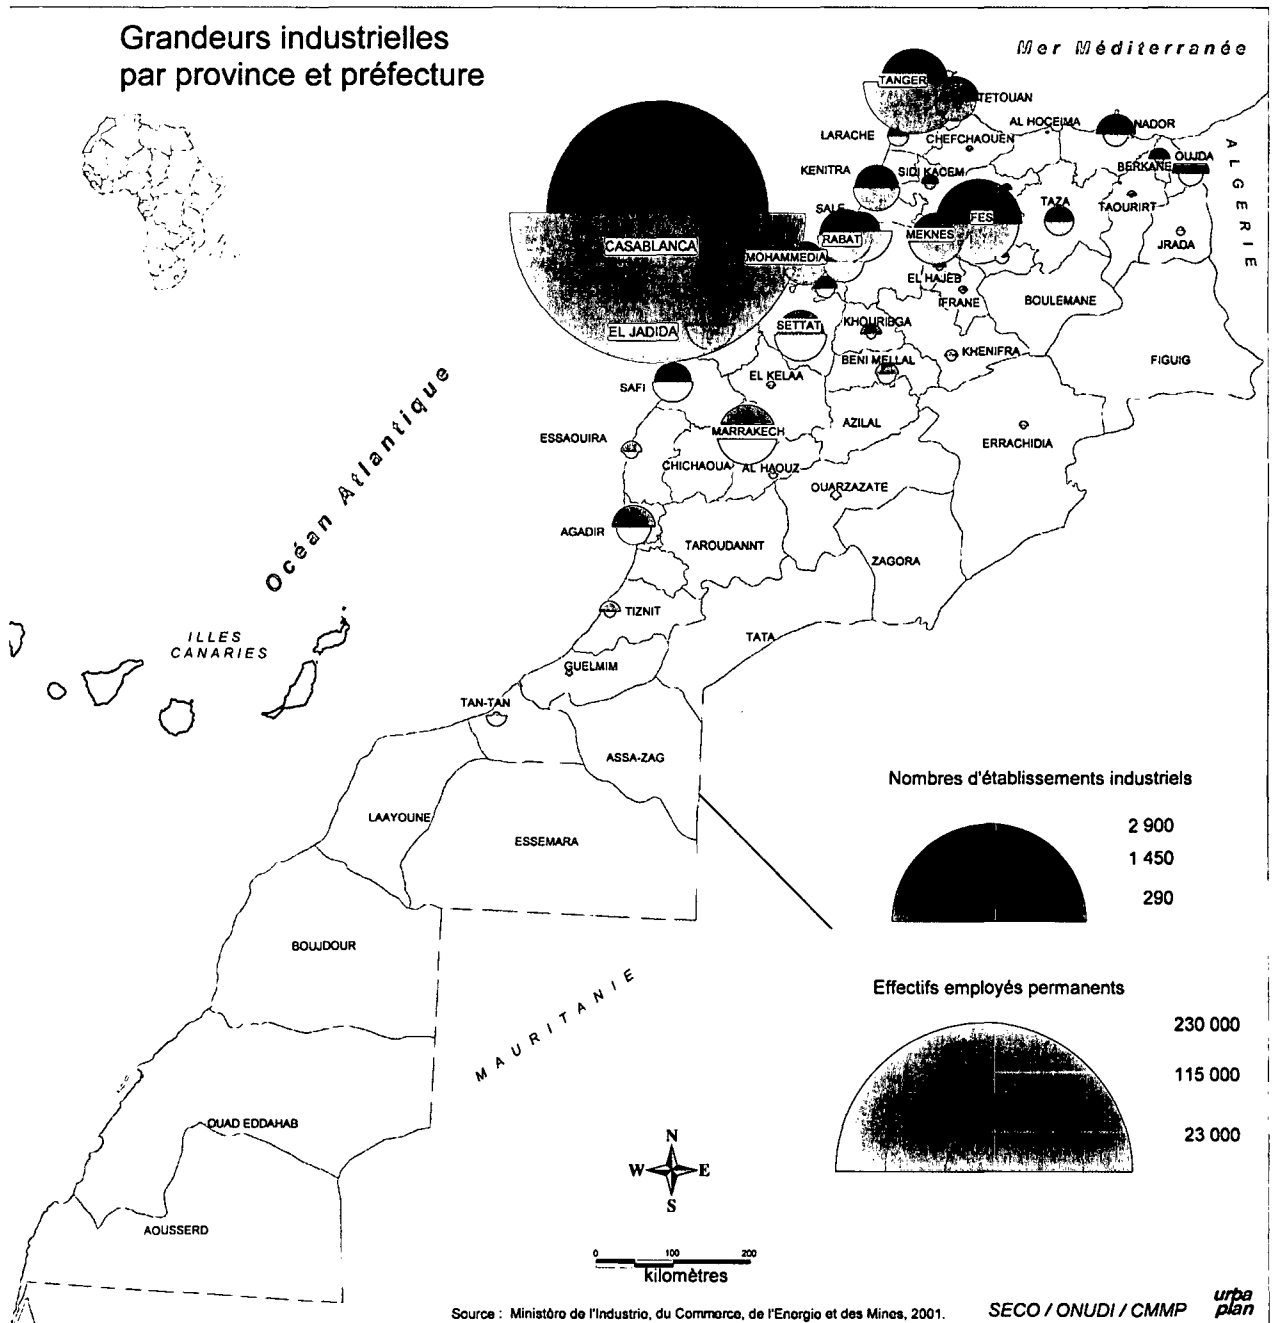 Grandeurs industrielles
par province et préfecture
Mer Méditerranée
ALGERIE
TANGER
TETOUAN
AL HOCEIMA
NADOR
LARACHE
CHEFCHAOUEN
BERKANE
OUJDA
KENITRA
SIDI KACEM
TAZA
TAOURIRT
SALE
RABAT
MEKNES
FES
JRADA
CASABLANCA
MOHAMMEDIA
EL HAJEB
IFRANE
BOULEMANE
EL JADIDA
SETTAT
KHOURIBGA
KHENIFRA
FIGUIG
BENI MELLAL
SAFI
EL KELAA
AZILAL
ERRACHIDIA
MARRAKECH
ESSAOUIRA
CHICHAOUA
AL HAOUZ
OUARZAZATE
AGADIR
TAROUDANNT
ZAGORA
Océan Atlantique
TIZNIT
TATA
ILLES
CANARIES
GUELMIM
TAN-TAN
ASSA-ZAG
LAAYOUNE
ESSEMARA
BOUJDOUR
MAURITANIE
OUAD EDDAHAB
AOUSSERD
Nombres d'établissements industriels
2 900
1 450
290
Effectifs employés permanents
230 000
115 000
23 000
N
W E
S
0 100 200
kilomètres
Source : Ministère de l'Industrie, du Commerce, de l'Energie et des Mines, 2001.
SECO / ONUDI / CMMP
urba
plan